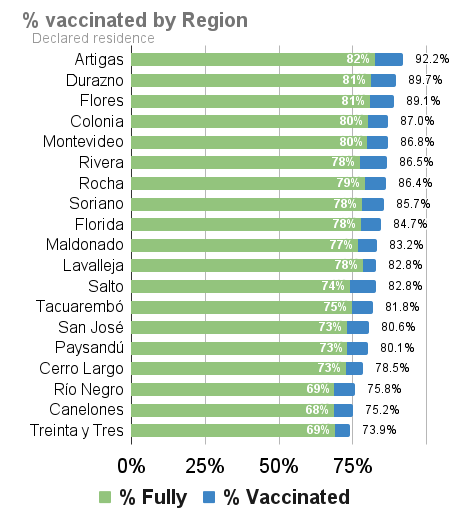 % vaccinated by Region
Declared residence
Artigas 82% 92.2%
Durazno 81% 89.7%
Flores 81% 89.1%
Colonia 80% 87.0%
Montevideo 80% 86.8%
Rivera 78% 86.5%
Rocha 79% 86.4%
Soriano 78% 85.7%
Florida 78% 84.7%
Maldonado 77% 83.2%
Lavalleja 78% 82.8%
Salto 74% 82.8%
Tacuarembó 75% 81.8%
San José 73% 80.6%
Paysandú 73% 80.1%
Cerro Largo 73% 78.5%
Río Negro 69% 75.8%
Canelones 68% 75.2%
Treinta y Tres 69% 73.9%
0% 25% 50% 75%
% Fully % Vaccinated